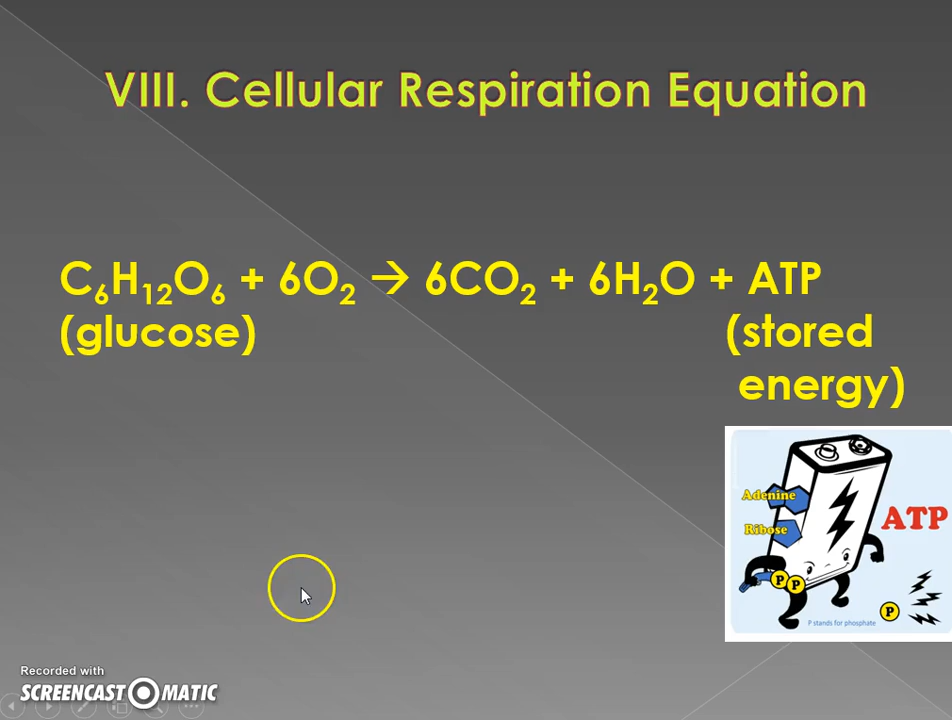 VIII. Cellular Respiration Equation
C₆H₁₂O₆ + 6O₂ → 6CO₂ + 6H₂O + ATP
(glucose) (stored
energy)
Adenine
ATP
Ribose
P P
P
P stands for phosphate
Recorded with
SCREENCAST MATIC